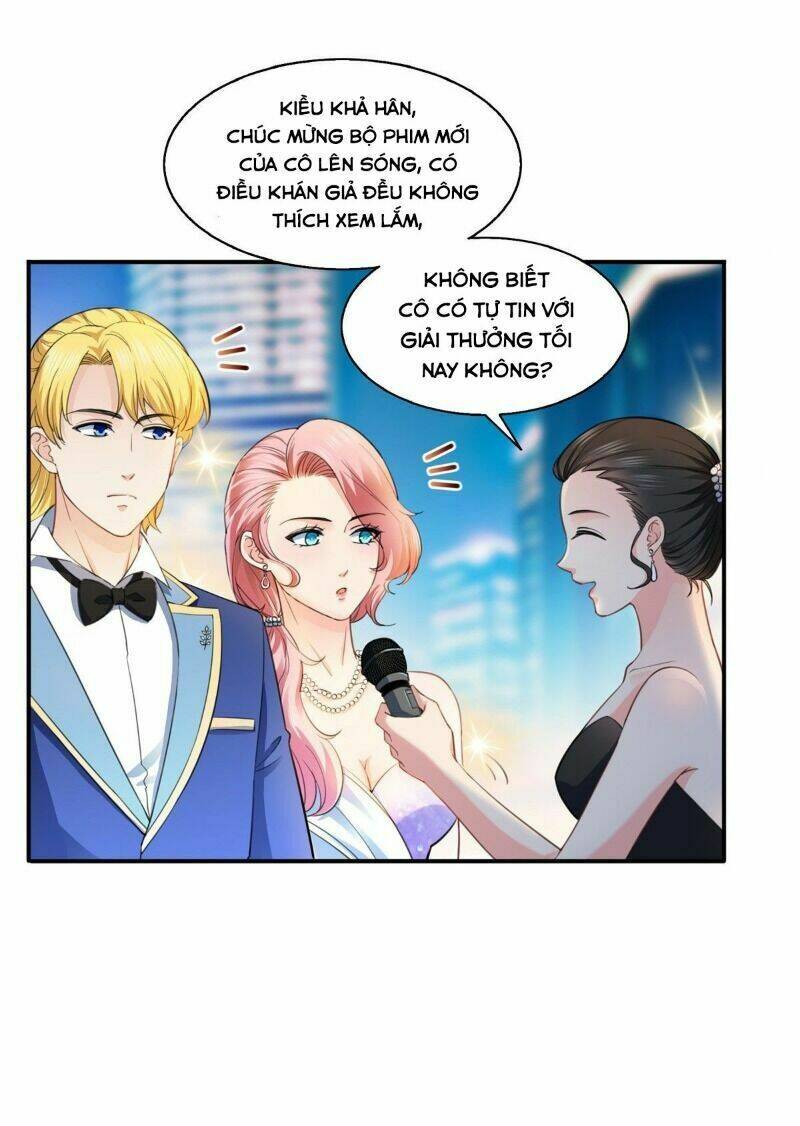 KIỀU KHẢ HÂN,
CHÚC MỪNG BỘ PHIM MỚI
CỦA CÔ LÊN SÓNG, CÓ
ĐIỀU KHÁN GIẢ ĐỀU KHÔNG
THÍCH XEM LẮM,
KHÔNG BIẾT
CÔ CÓ TỰ TIN VỚI
GIẢI THƯỞNG TỐI
NAY KHÔNG?